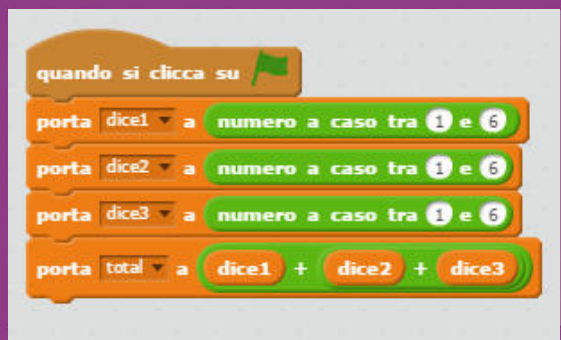 quando si clicca su
porta dice1 a numero a caso tra 1 e 6
porta dice2 a numero a caso tra 1 e 6
porta dice3 a numero a caso tra 1 e 6
porta total a dice1 + dice2 + dice3